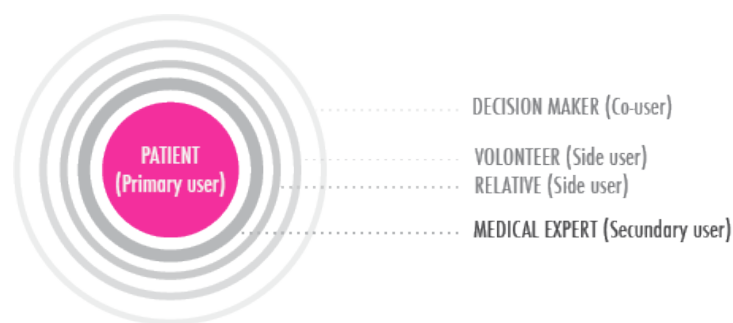 PATIENT
(Primary user)
DECISION MAKER (Co-user)
VOLONTEER (Side user)
RELATIVE (Side user)
MEDICAL EXPERT (Secundary user)